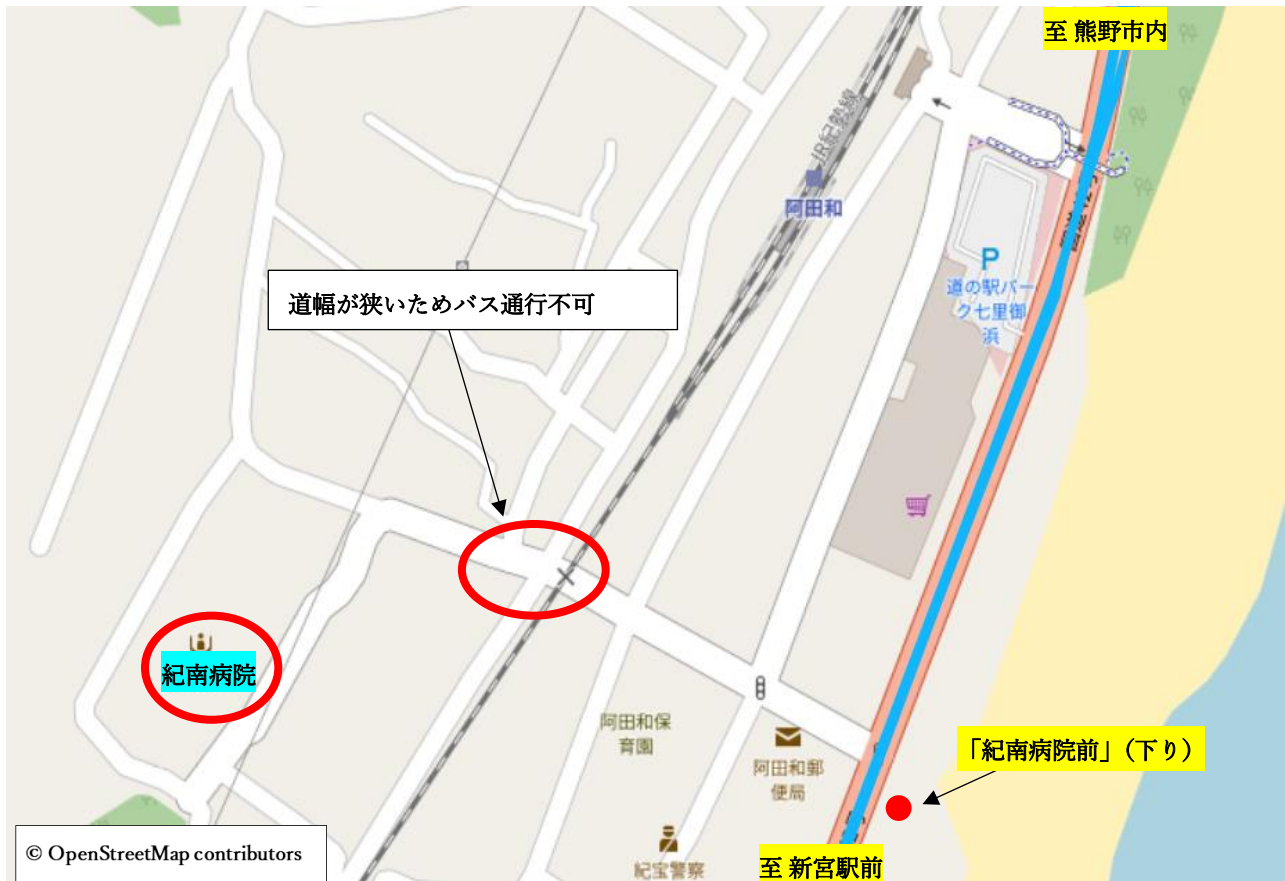 至 熊野市内
JR紀勢線
阿田和
P
道の駅パー
ク七里御
浜
道幅が狭いためバス通行不可
紀南病院
阿田和保
育園
阿田和郵
便局
「紀南病院前」(下り)
紀宝警察
至 新宮駅前
© OpenStreetMap contributors